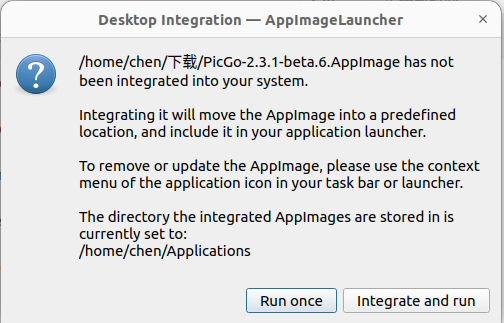 Desktop Integration — AppImageLauncher
/home/chen/下载/PicGo-2.3.1-beta.6.AppImage has not
been integrated into your system.
Integrating it will move the AppImage into a predefined
location, and include it in your application launcher.
To remove or update the AppImage, please use the context
menu of the application icon in your task bar or launcher.
The directory the integrated AppImages are stored in is
currently set to:
/home/chen/Applications
Run once
Integrate and run